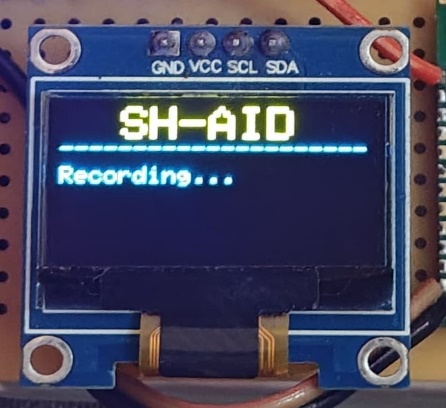 GND VCC SCL SDA
SH-AID
---------------------
Recording...